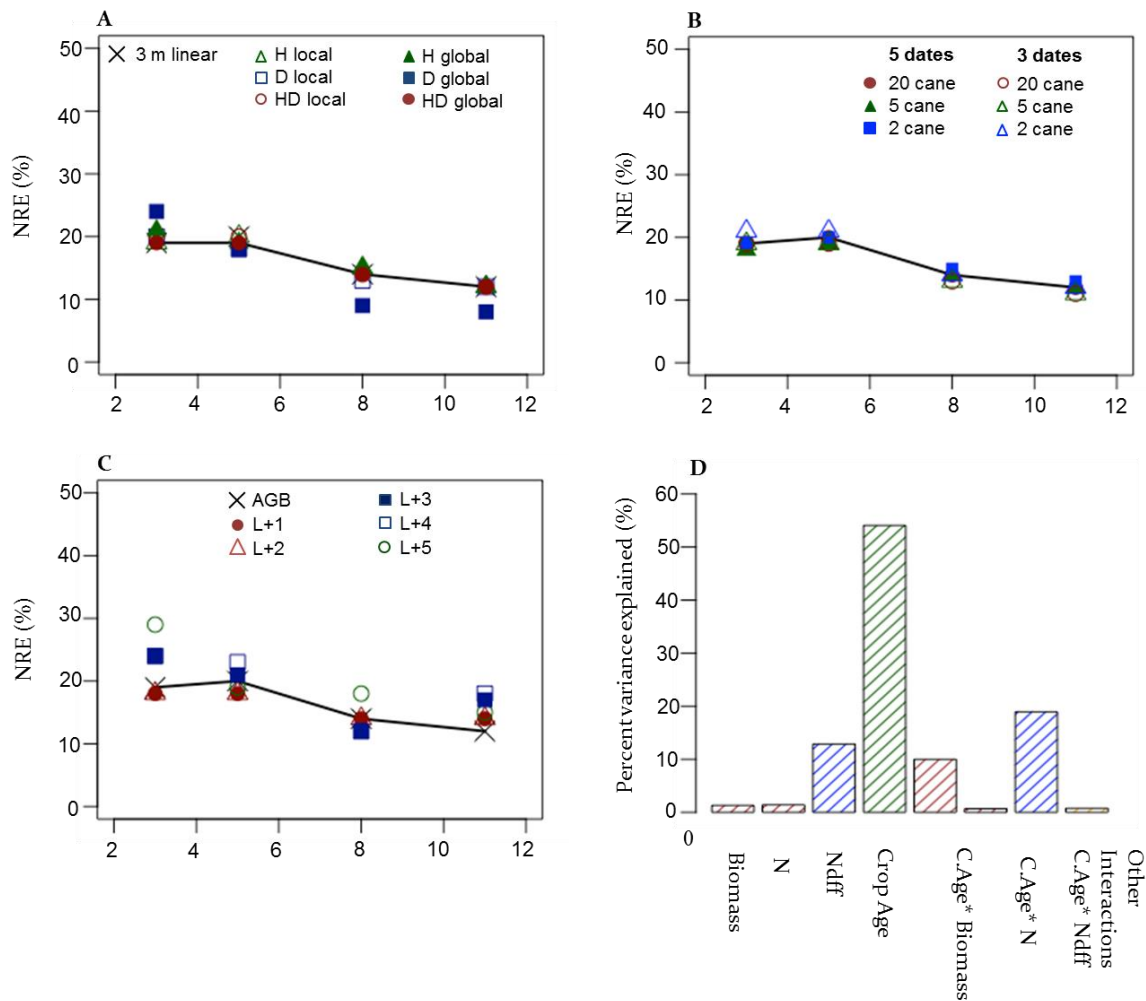 A
3 m linear
H local
H global
D local
D global
HD local
HD global
NRE (%)
50
40
30
20
10
0
2
4
6
8
10
12
B
5 dates
3 dates
20 cane
20 cane
5 cane
5 cane
2 cane
2 cane
NRE (%)
50
40
30
20
10
0
2
4
6
8
10
12
C
AGB
L+3
L+1
L+4
L+2
L+5
NRE (%)
50
40
30
20
10
0
2
4
6
8
10
12
D
Percent variance explained (%)
60
50
40
30
20
10
0
0
Biomass
N
Ndff
Crop Age
C.Age* Biomass
C.Age* N
C.Age* Ndff
Other
Interactions